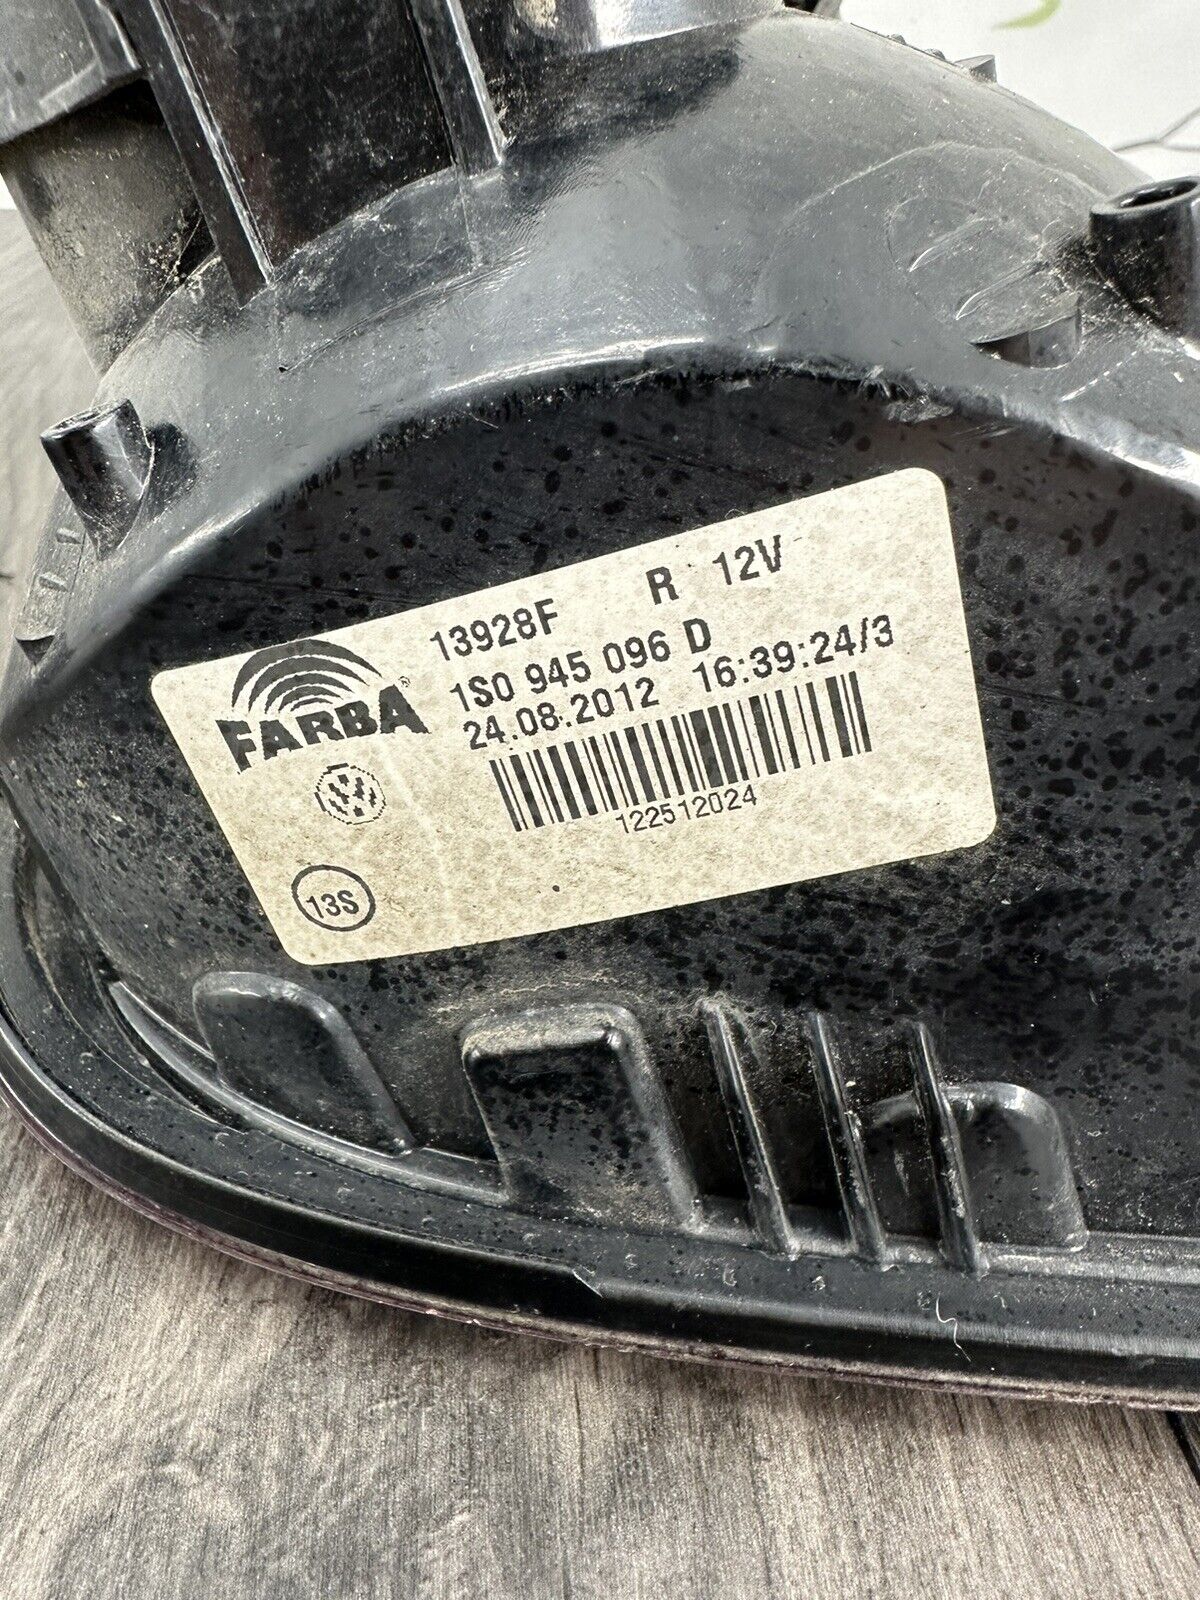 13928F R 12V
FARBA®
1S0 945 096 D
24.08.2012 16:39:24/3
122512024
13S